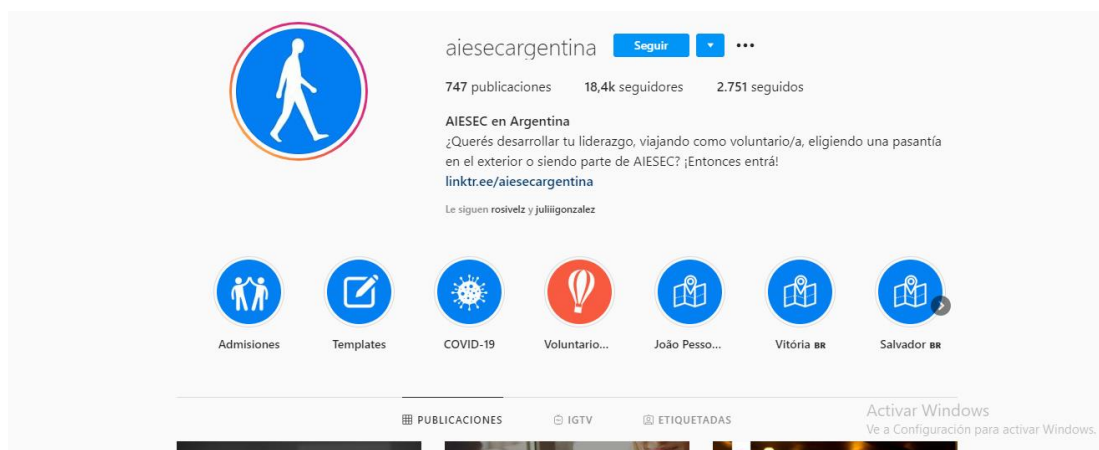 aiesecargentina Seguir
747 publicaciones 18,4k seguidores 2.751 seguidos
AIESEC en Argentina
¿Querés desarrollar tu liderazgo, viajando como voluntario/a, eligiendo una pasantía
en el exterior o siendo parte de AIESEC? ¡Entonces entrá!
linktr.ee/aiesecargentina
Le siguen rosivelz y juliiigonzalez
Admisiones Templates COVID-19 Voluntario... João Pesso... Vitória BR Salvador BR
PUBLICACIONES IGTV ETIQUETADAS
Activar Windows
Ve a Configuración para activar Windows.